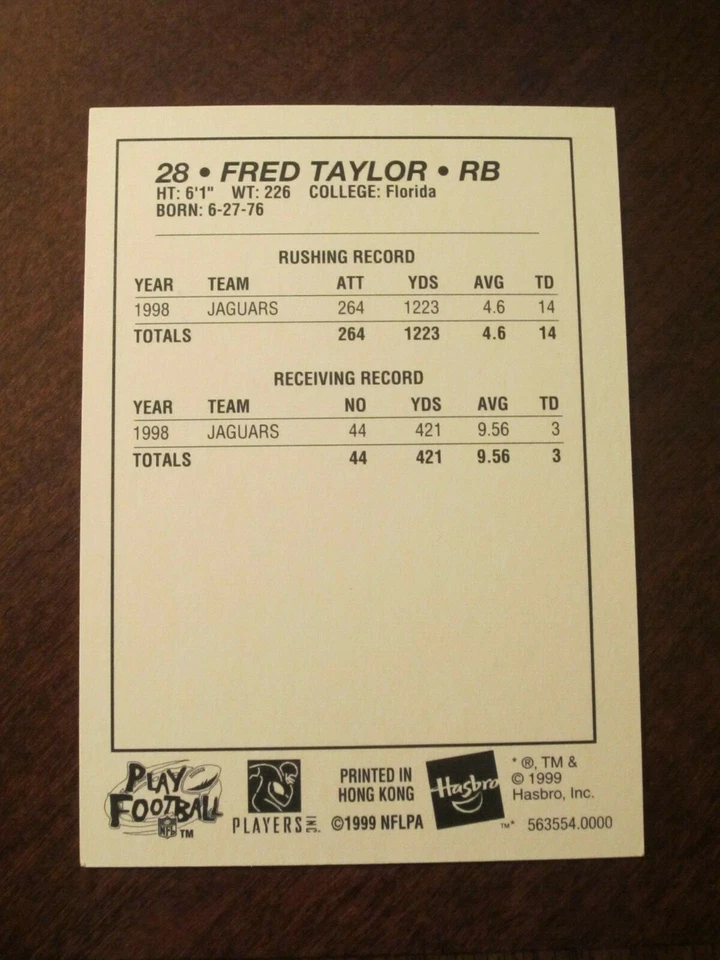 28 • FRED TAYLOR • RB
HT: 6'1" WT: 226 COLLEGE: Florida
BORN: 6-27-76
RUSHING RECORD
YEAR TEAM ATT YDS AVG TD
1998 JAGUARS 264 1223 4.6 14
TOTALS 264 1223 4.6 14
RECEIVING RECORD
YEAR TEAM NO YDS AVG TD
1998 JAGUARS 44 421 9.56 3
TOTALS 44 421 9.56 3
PLAY
FOOTBALL
NFL TM
PLAYERS INC
PRINTED IN
HONG KONG
©1999 NFLPA
Hasbro
TM*
* ®, TM &
© 1999
Hasbro, Inc.
563554.0000